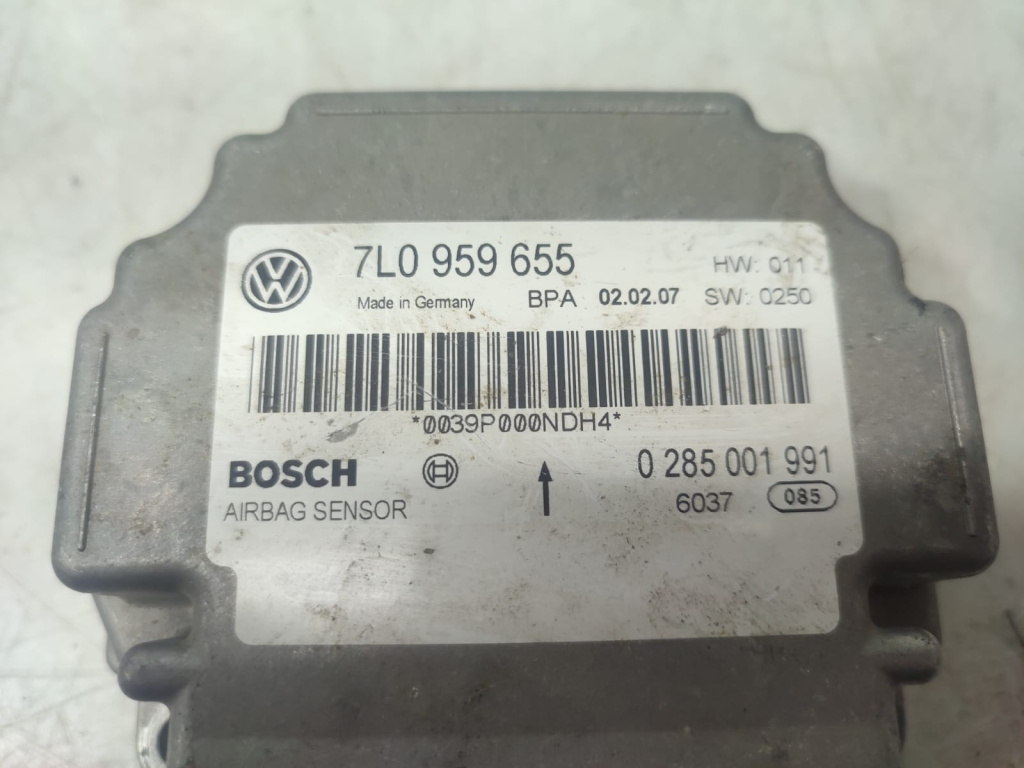 7L0 959 655
HW: 011
Made in Germany BPA 02.02.07 SW: 0250
*0039P000NDH4*
BOSCH 0 285 001 991
AIRBAG SENSOR 6037 085